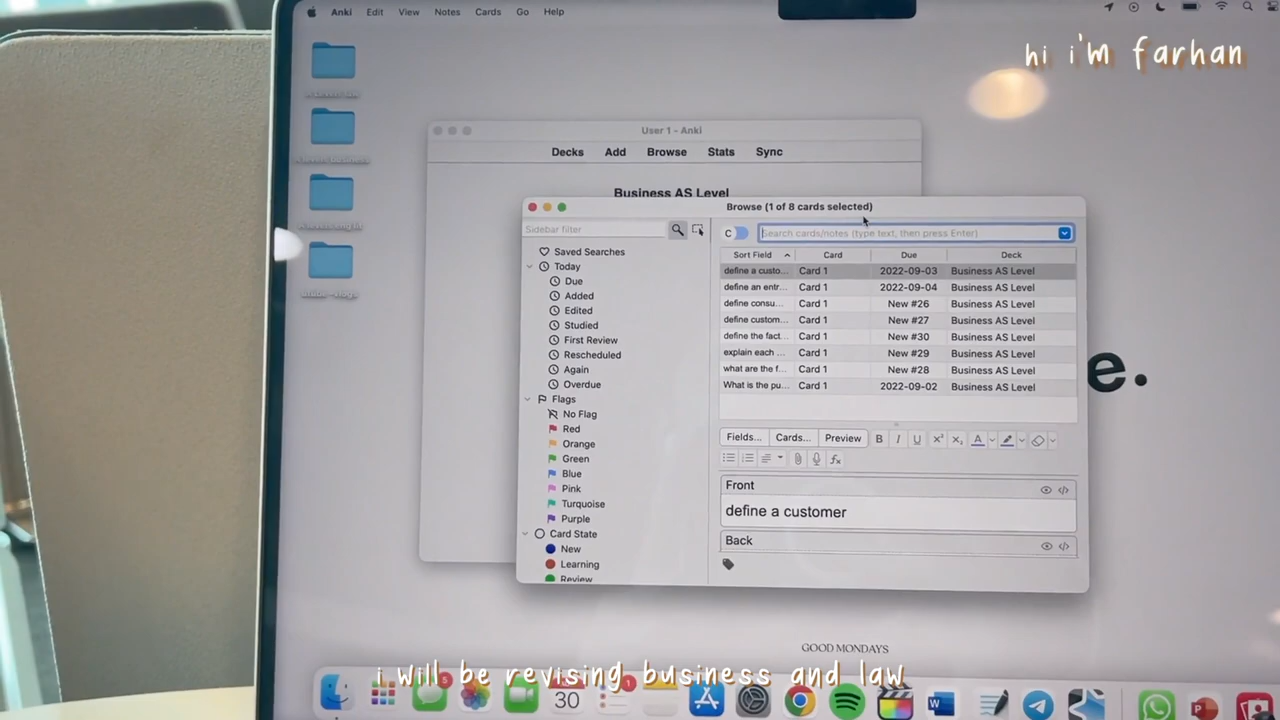 Anki Edit View Notes Cards Go Help
hi i'm farhan
User 1 - Anki
Decks Add Browse Stats Sync
Business AS Level
Browse (1 of 8 cards selected)
Sidebar filter
Search cards/notes (type text, then press Enter)
Saved Searches
Today
Due
Added
Edited
Studied
First Review
Rescheduled
Again
Overdue
Flags
No Flag
Red
Orange
Green
Blue
Pink
Turquoise
Purple
Card State
New
Learning
Review
Sort Field Card Due Deck
define a custo... Card 1 2022-09-03 Business AS Level
define an entr... Card 1 2022-09-04 Business AS Level
define consu... Card 1 New #26 Business AS Level
define custom... Card 1 New #27 Business AS Level
define the fact... Card 1 New #30 Business AS Level
explain each ... Card 1 New #29 Business AS Level
what are the f... Card 1 New #28 Business AS Level
What is the pu... Card 1 2022-09-02 Business AS Level
e.
Fields... Cards... Preview B I U X² X₂ A
fx
Front
define a customer
Back
GOOD MONDAYS
i will be revising business and law
5
30
1